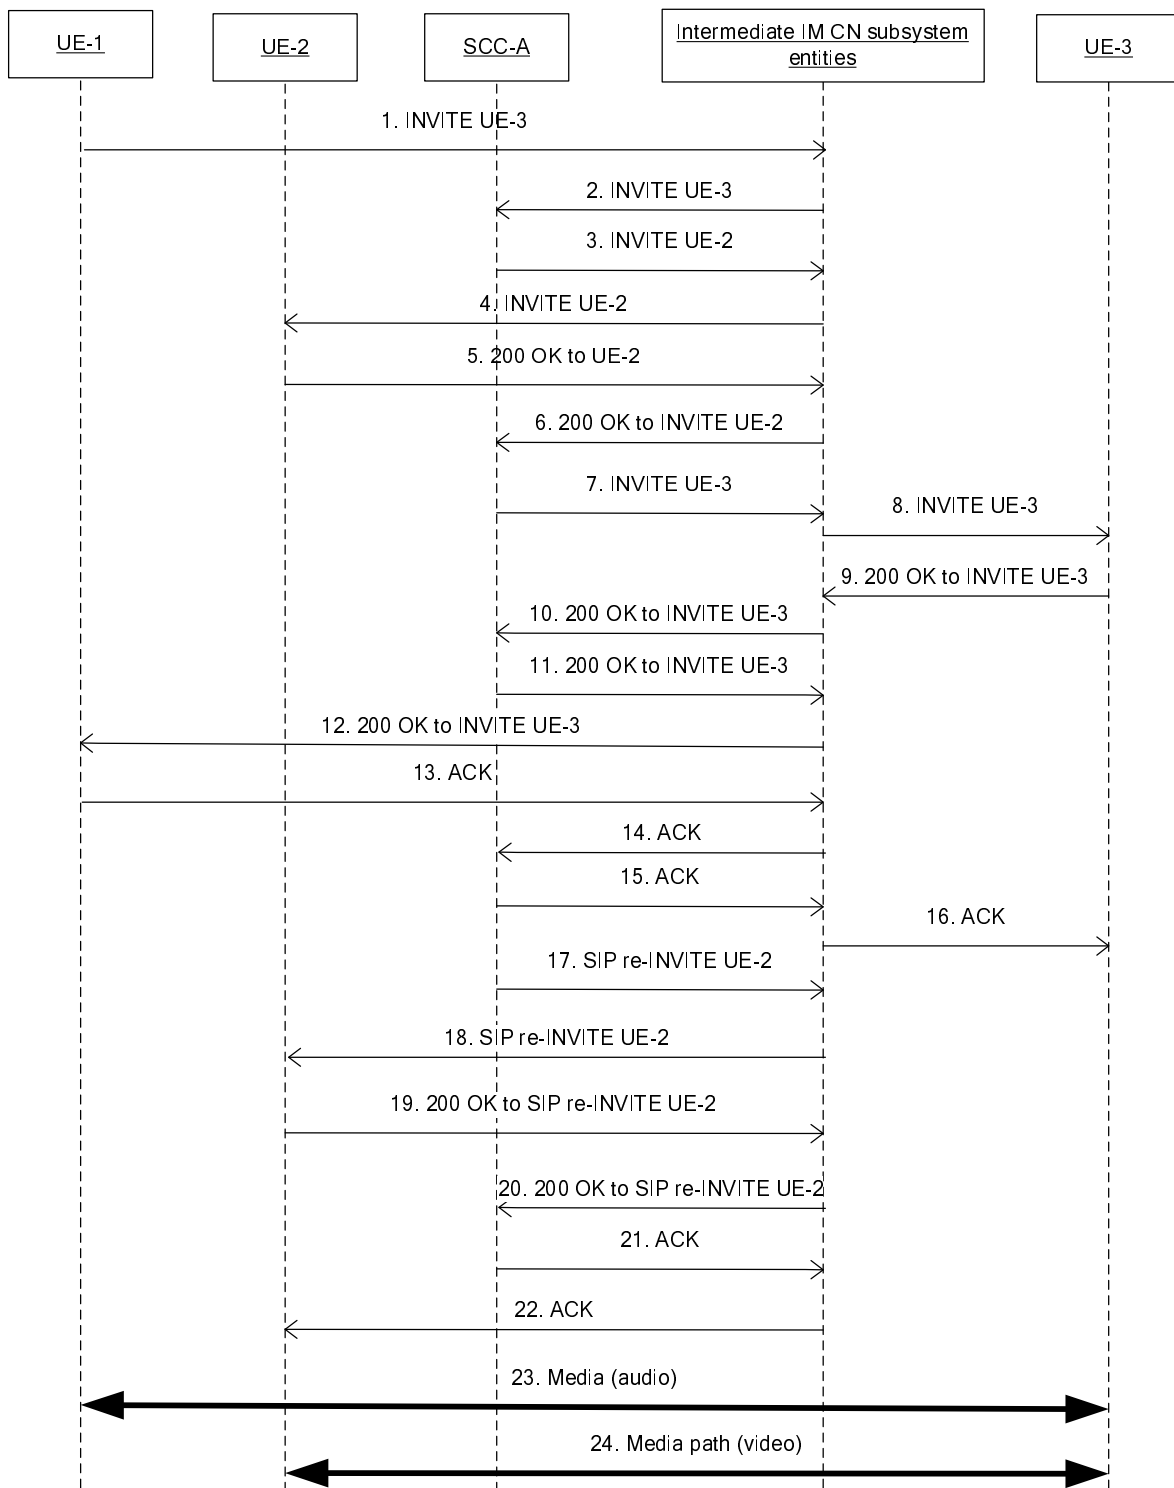 UE-1
UE-2
SCC-A
Intermediate IM CN subsystem
entities
UE-3
1. INVITE UE-3
2. INVITE UE-3
3. INVITE UE-2
4. INVITE UE-2
5. 200 OK to UE-2
6. 200 OK to INVITE UE-2
7. INVITE UE-3
8. INVITE UE-3
9. 200 OK to INVITE UE-3
10. 200 OK to INVITE UE-3
11. 200 OK to INVITE UE-3
12. 200 OK to INVITE UE-3
13. ACK
14. ACK
15. ACK
16. ACK
17. SIP re-INVITE UE-2
18. SIP re-INVITE UE-2
19. 200 OK to SIP re-INVITE UE-2
20. 200 OK to SIP re-INVITE UE-2
21. ACK
22. ACK
23. Media (audio)
24. Media path (video)